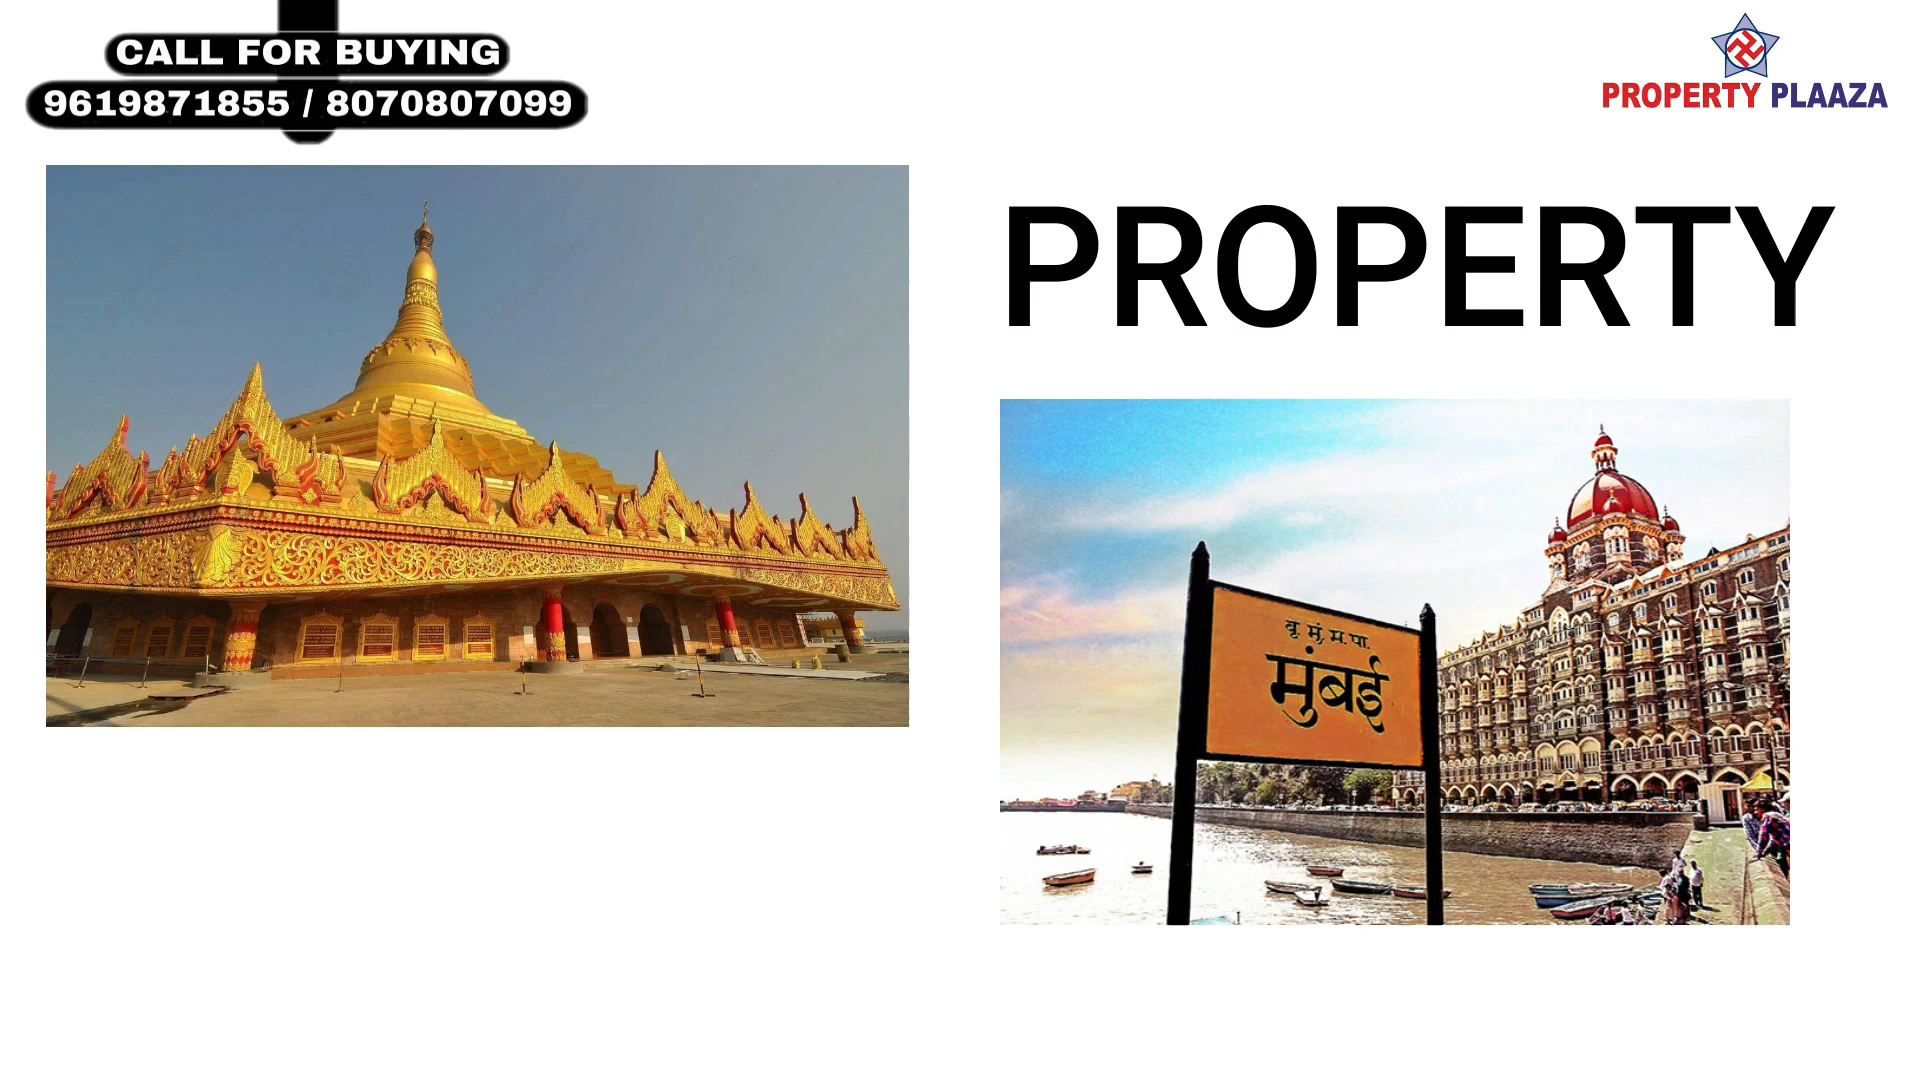 CALL FOR BUYING
9619871855 / 8070807099
PROPERTY PLAAZA
PROPERTY
बृ. मुं. म. पा.
मुंबई